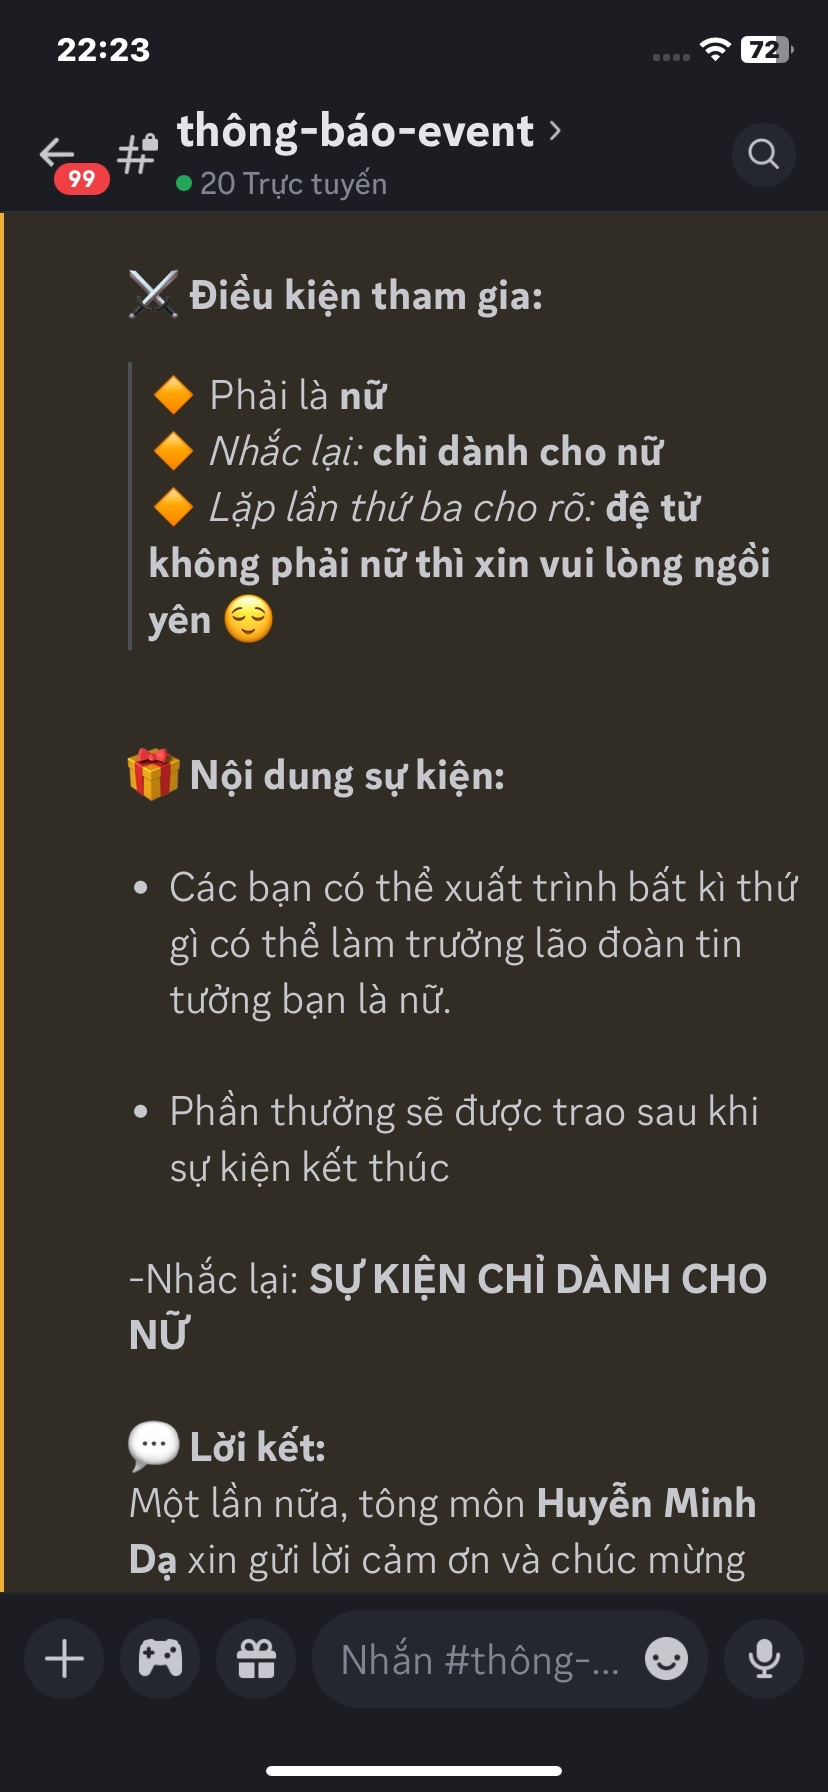 22:23
72
thông-báo-event
99
20 Trực tuyến
⚔️ Điều kiện tham gia:
🔶 Phải là nữ
🔶 Nhắc lại: chỉ dành cho nữ
🔶 Lặp lần thứ ba cho rõ: đệ tử
không phải nữ thì xin vui lòng ngồi
yên 😌
🎁 Nội dung sự kiện:
• Các bạn có thể xuất trình bất kì thứ
gì có thể làm trưởng lão đoàn tin
tưởng bạn là nữ.
• Phần thưởng sẽ được trao sau khi
sự kiện kết thúc
-Nhắc lại: SỰ KIỆN CHỈ DÀNH CHO
NỮ
💬 Lời kết:
Một lần nữa, tông môn Huyễn Minh
Dạ xin gửi lời cảm ơn và chúc mừng
Nhắn #thông-...